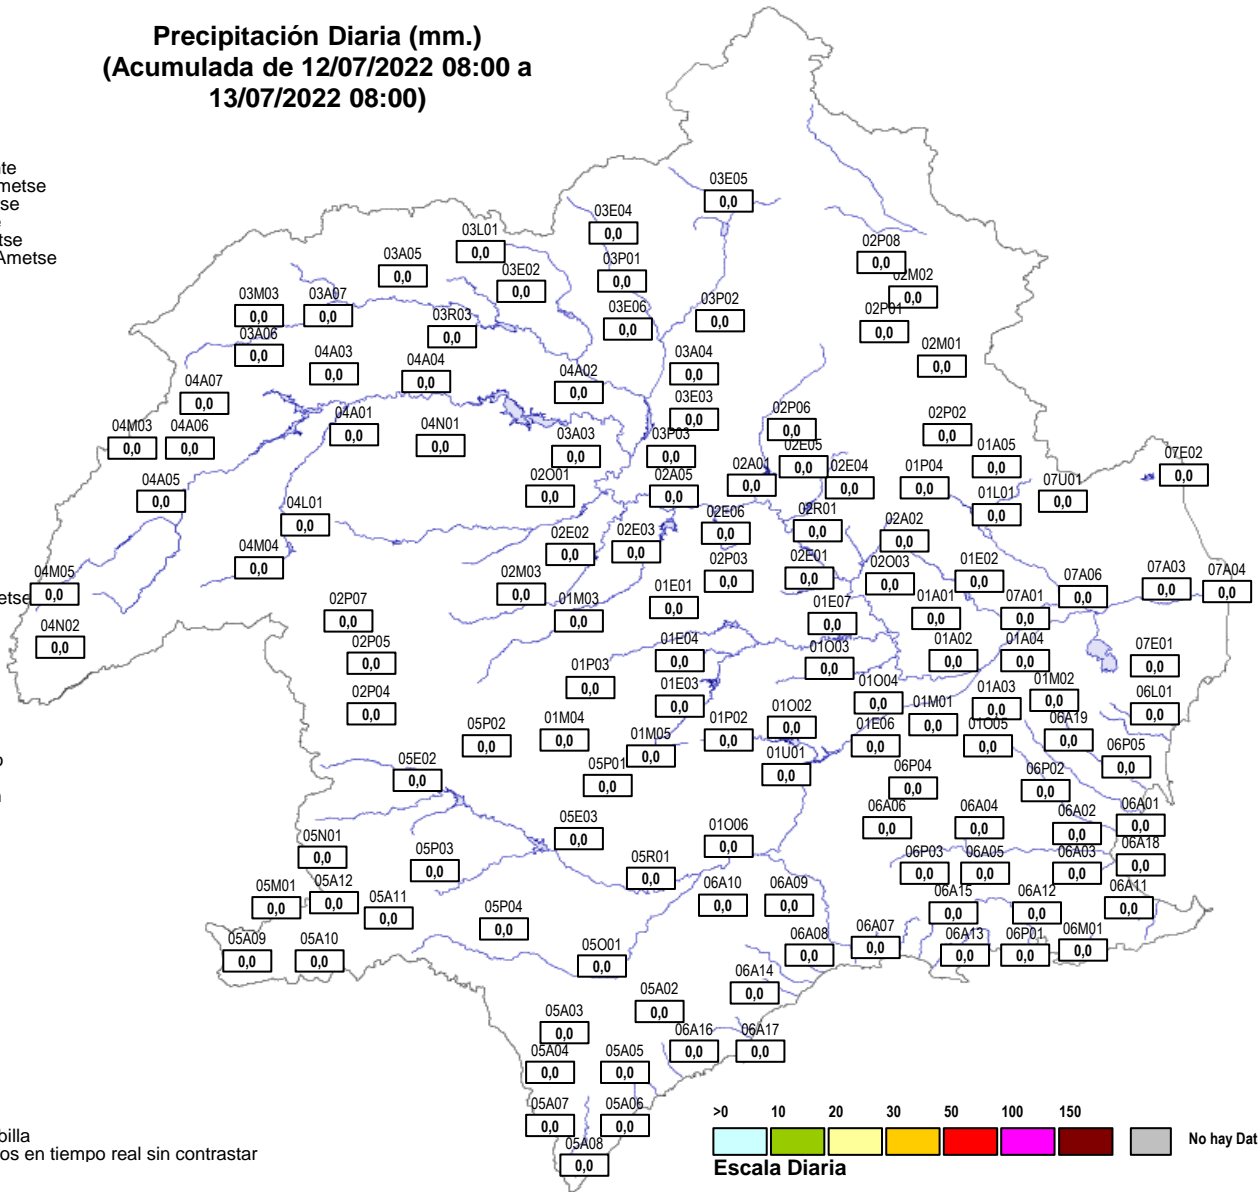 Precipitación Diaria (mm.)
(Acumulada de 12/07/2022 08:00 a
13/07/2022 08:00)
nte
metse
se
e
tse
Ametse
03E05
0,0
03E04
0,0
03L01
0,0
03A05
0,0
03E02
0,0
03P01
0,0
02P08
0,0
02M02
0,0
03M03
0,0
03A07
0,0
03R03
0,0
03E06
0,0
03P02
0,0
02P01
0,0
03A06
0,0
04A03
0,0
04A04
0,0
04A02
0,0
03A04
0,0
02M01
0,0
04A07
0,0
03E03
0,0
04M03
0,0
04A06
0,0
04A01
0,0
04N01
0,0
03A03
0,0
03P03
0,0
02P06
0,0
02E05
0,0
02P02
0,0
01A05
0,0
07E02
0,0
04A05
0,0
02O01
0,0
02A05
0,0
02A01
0,0
02E04
0,0
01P04
0,0
01L01
0,0
07U01
0,0
04L01
0,0
02E06
0,0
02R01
0,0
02A02
0,0
04M04
0,0
02E02
0,0
02E03
0,0
04M05
0,0
etse
02M03
0,0
02P03
0,0
02E01
0,0
02O03
0,0
01E02
0,0
07A06
0,0
07A03
0,0
07A04
0,0
02P07
0,0
01M03
0,0
01E01
0,0
01E07
0,0
01A01
0,0
07A01
0,0
04N02
0,0
02P05
0,0
01E04
0,0
01O03
0,0
01A02
0,0
01A04
0,0
07E01
0,0
02P04
0,0
01P03
0,0
01E03
0,0
01O04
0,0
01M01
0,0
01A03
0,0
01M02
0,0
06L01
0,0
05P02
0,0
01M04
0,0
01M05
0,0
01P02
0,0
01O02
0,0
01E06
0,0
01O05
0,0
06A19
0,0
06P05
0,0
o
05E02
0,0
05P01
0,0
01U01
0,0
06P04
0,0
06P02
0,0
05E03
0,0
01O06
0,0
06A06
0,0
06A04
0,0
06A02
0,0
06A01
0,0
05N01
0,0
05P03
0,0
05R01
0,0
06P03
0,0
06A05
0,0
06A03
0,0
06A18
0,0
05M01
0,0
05A12
0,0
05A11
0,0
06A10
0,0
06A09
0,0
06A15
0,0
06A12
0,0
06A11
0,0
05A09
0,0
05A10
0,0
05P04
0,0
05O01
0,0
06A08
0,0
06A07
0,0
06A13
0,0
06P01
0,0
06M01
0,0
06A14
0,0
05A02
0,0
05A03
0,0
06A16
0,0
06A17
0,0
05A04
0,0
05A05
0,0
05A07
0,0
05A06
0,0
05A08
0,0
billa
os en tiempo real sin contrastar
>0 10 20 30 50 100 150
No hay Dat
Escala Diaria